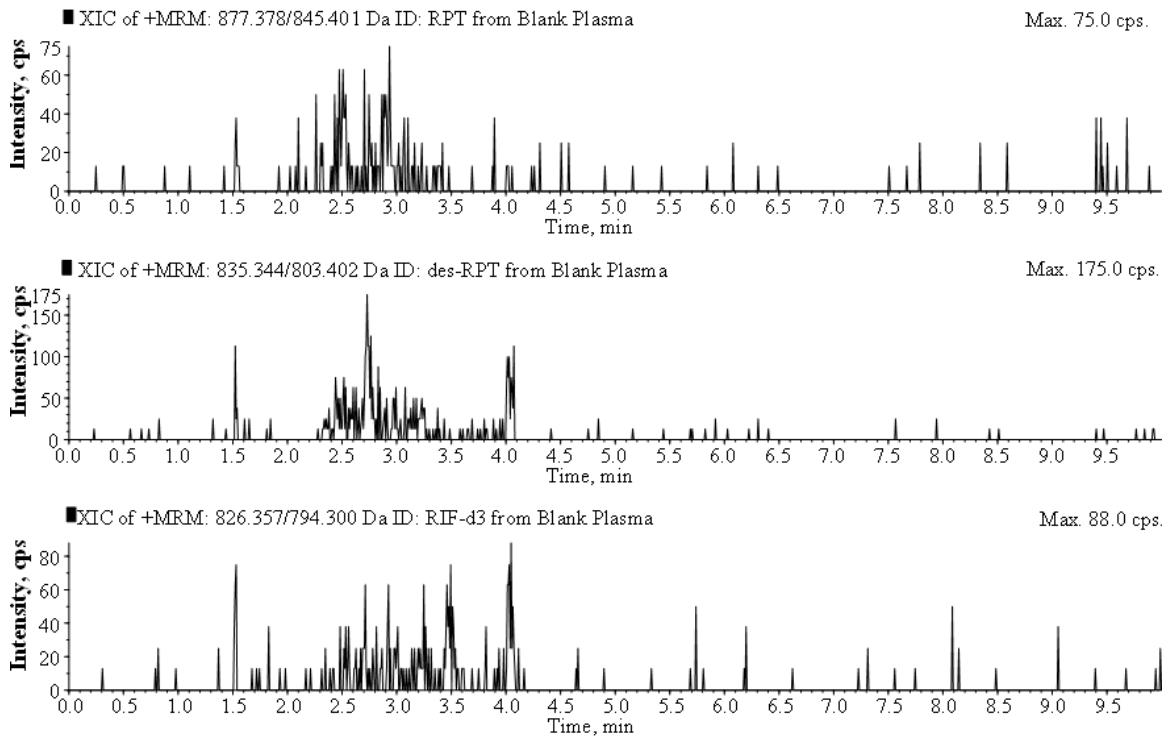 XIC of +MRM: 877.378/845.401 Da ID: RPT from Blank Plasma Max. 75.0 cps.
Intensity, cps
75
60
40
20
0
0.0 0.5 1.0 1.5 2.0 2.5 3.0 3.5 4.0 4.5 5.0 5.5 6.0 6.5 7.0 7.5 8.0 8.5 9.0 9.5
Time, min
XIC of +MRM: 835.344/803.402 Da ID: des-RPT from Blank Plasma Max. 175.0 cps.
Intensity, cps
175
150
100
50
0
0.0 0.5 1.0 1.5 2.0 2.5 3.0 3.5 4.0 4.5 5.0 5.5 6.0 6.5 7.0 7.5 8.0 8.5 9.0 9.5
Time, min
XIC of +MRM: 826.357/794.300 Da ID: RIF-d3 from Blank Plasma Max. 88.0 cps.
Intensity, cps
80
60
40
20
0
0.0 0.5 1.0 1.5 2.0 2.5 3.0 3.5 4.0 4.5 5.0 5.5 6.0 6.5 7.0 7.5 8.0 8.5 9.0 9.5
Time, min